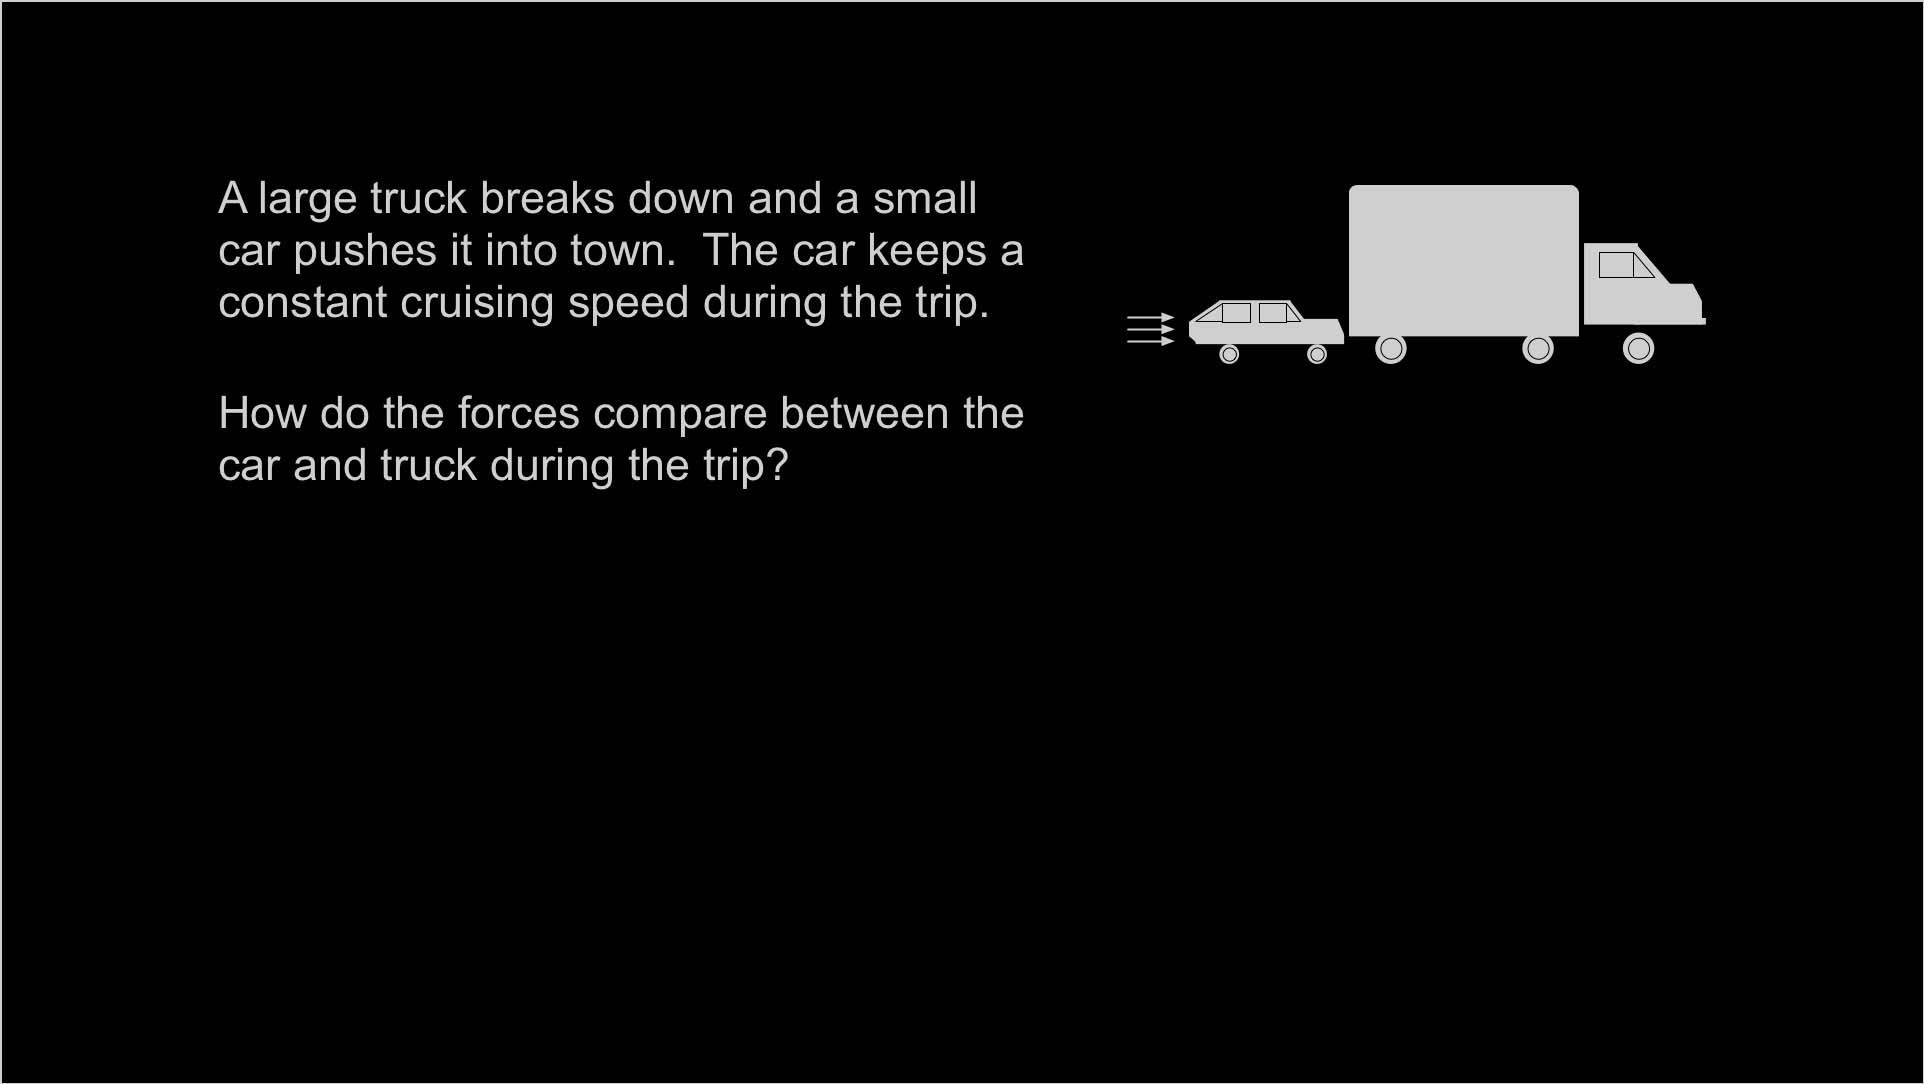 A large truck breaks down and a small
car pushes it into town.  The car keeps a
constant cruising speed during the trip.
How do the forces compare between the
car and truck during the trip?